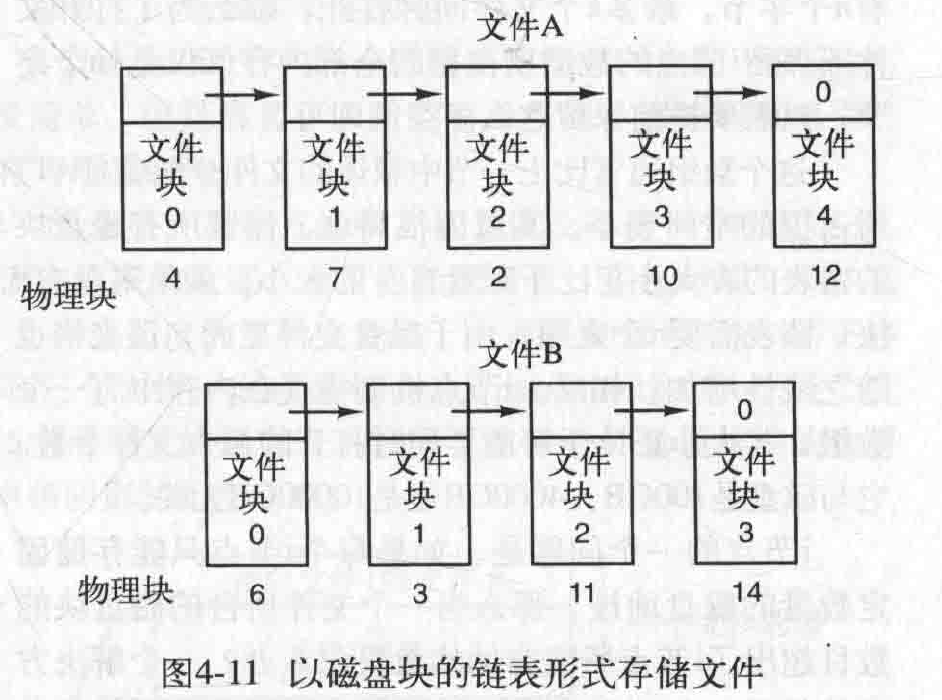 文件A
0
文件 文件 文件 文件 文件
块 块 块 块 块
0 1 2 3 4
4 7 2 10 12
物理块
文件B
0
文件 文件 文件 文件
块 块 块 块
0 1 2 3
物理块 6 3 11 14
图4-11 以磁盘块的链表形式存储文件